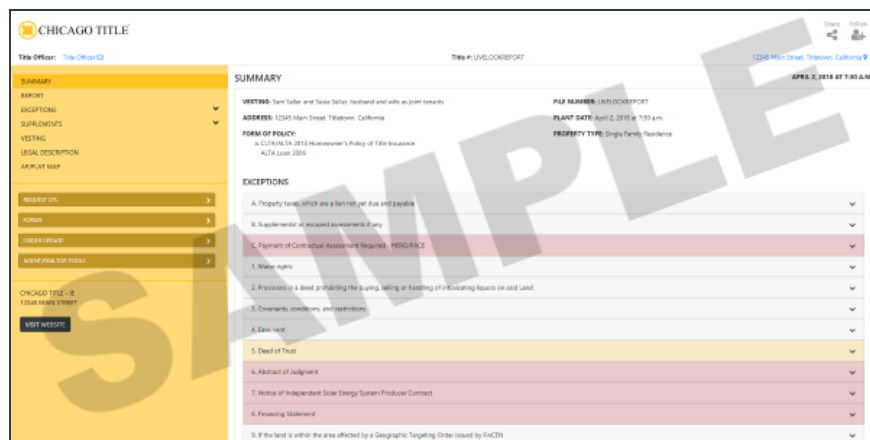 CHICAGO TITLE
Share Follow
Title Officer: Title Officer
Title #: LIVELOOKREPORT
12345 Main Street, Titletown, California
SUMMARY
REPORT
EXCEPTIONS
SUPPLEMENTS
VESTING
LEGAL DESCRIPTION
AP/PLAT MAP
REQUEST CPL
FORMS
ORDER UPDATE
AGENT/REALTOR TOOLS
CHICAGO TITLE – IE
12345 MAIN STREET
VISIT WEBSITE
SUMMARY
APRIL 2, 2018 AT 7:30 A.M
VESTING: Sam Seller and Susie Seller, husband and wife as joint tenants
ADDRESS: 12345 Main Street, Titletown, California
FORM OF POLICY:
a. CLTA/ALTA 2013 Homeowner's Policy of Title Insurance
ALTA Loan 2006
FILE NUMBER: LIVELOOKREPORT
PLANT DATE: April 2, 2018 at 7:30 a.m.
PROPERTY TYPE: Single Family Residence
EXCEPTIONS
A. Property taxes, which are a lien not yet due and payable
B. Supplemental or escaped assessments if any
C. Payment of Contractual Assessment Required - HERO/PACE
1. Water rights
2. Provisions in a deed prohibiting the buying, selling or handling of intoxicating liquors on said Land
3. Covenants, conditions, and restrictions
4. Easement
5. Deed of Trust
6. Abstract of Judgment
7. Notice of Independent Solar Energy System Producer Contract
8. Financing Statement
9. If the land is within the area affected by a Geographic Targeting Order issued by FinCEN
SAMPLE